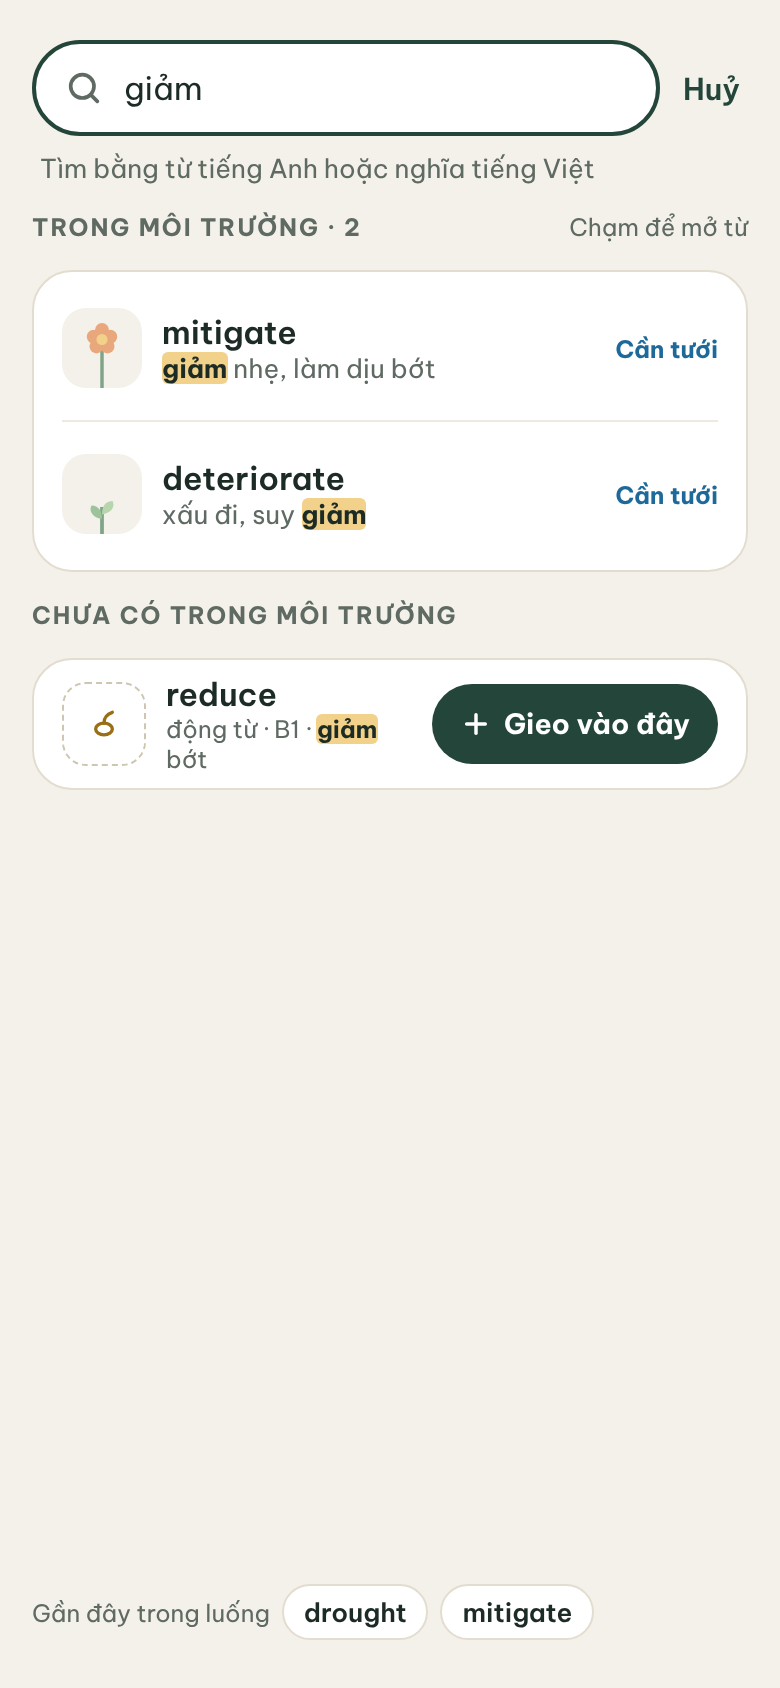 giảm
Huỷ
Tìm bằng từ tiếng Anh hoặc nghĩa tiếng Việt
TRONG MÔI TRƯỜNG · 2
Chạm để mở từ
mitigate
giảm nhẹ, làm dịu bớt
Cần tưới
deteriorate
xấu đi, suy giảm
Cần tưới
CHƯA CÓ TRONG MÔI TRƯỜNG
reduce
động từ · B1 · giảm
bớt
+ Gieo vào đây
Gần đây trong luống
drought
mitigate